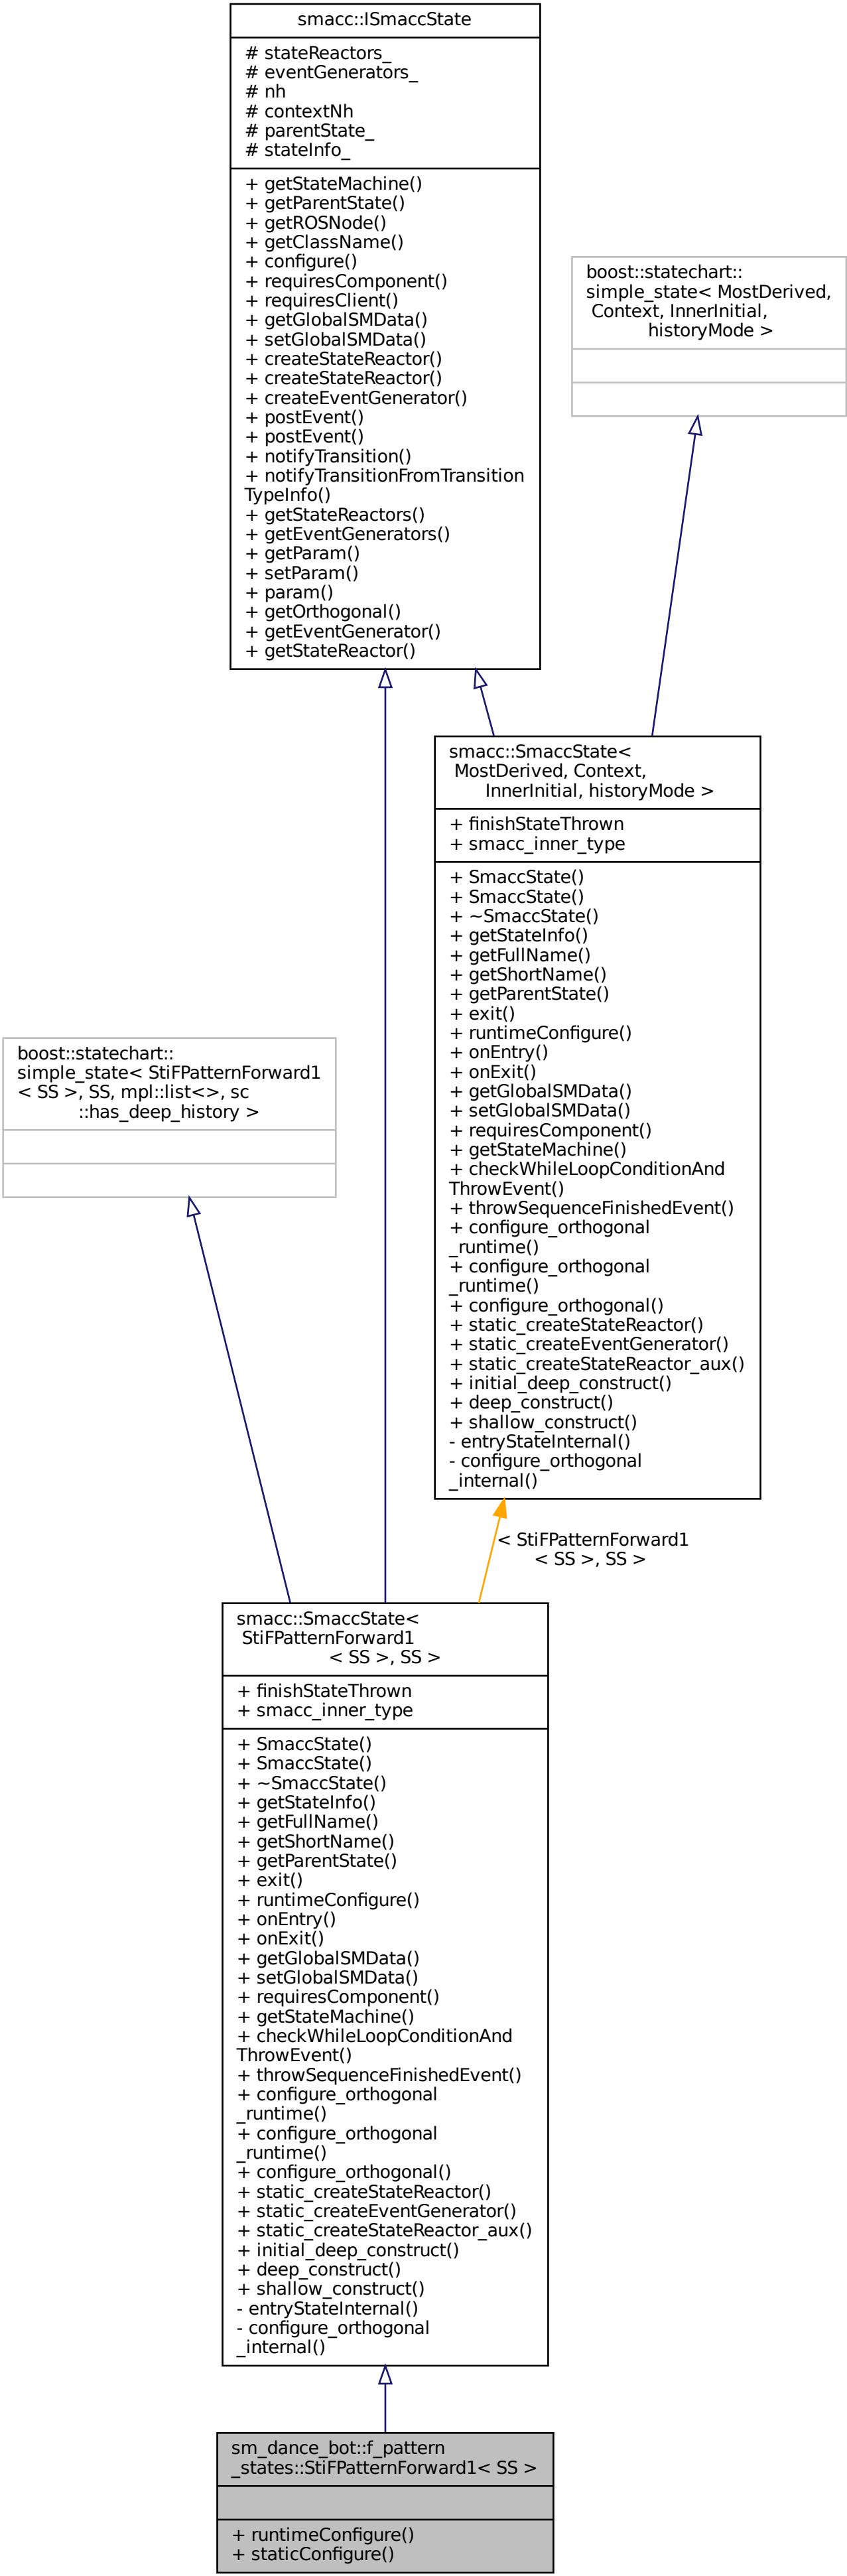 smacc::ISmaccState
# stateReactors_
# eventGenerators_
# nh
# contextNh
# parentState_
# stateInfo_
+ getStateMachine()
+ getParentState()
+ getROSNode()
+ getClassName()
+ configure()
+ requiresComponent()
+ requiresClient()
+ getGlobalSMData()
+ setGlobalSMData()
+ createStateReactor()
+ createStateReactor()
+ createEventGenerator()
+ postEvent()
+ postEvent()
+ notifyTransition()
+ notifyTransitionFromTransition
TypeInfo()
+ getStateReactors()
+ getEventGenerators()
+ getParam()
+ setParam()
+ param()
+ getOrthogonal()
+ getEventGenerator()
+ getStateReactor()
boost::statechart::
simple_state< MostDerived,
Context, InnerInitial,
historyMode >
smacc::SmaccState<
MostDerived, Context,
InnerInitial, historyMode >
+ finishStateThrown
+ smacc_inner_type
+ SmaccState()
+ SmaccState()
+ ~SmaccState()
+ getStateInfo()
+ getFullName()
+ getShortName()
+ getParentState()
+ exit()
+ runtimeConfigure()
+ onEntry()
+ onExit()
+ getGlobalSMData()
+ setGlobalSMData()
+ requiresComponent()
+ getStateMachine()
+ checkWhileLoopConditionAnd
ThrowEvent()
+ throwSequenceFinishedEvent()
+ configure_orthogonal
_runtime()
+ configure_orthogonal
_runtime()
+ configure_orthogonal()
+ static_createStateReactor()
+ static_createEventGenerator()
+ static_createStateReactor_aux()
+ initial_deep_construct()
+ deep_construct()
+ shallow_construct()
- entryStateInternal()
- configure_orthogonal
_internal()
boost::statechart::
simple_state< StiFPatternForward1
< SS >, SS, mpl::list<>, sc
::has_deep_history >
< StiFPatternForward1
< SS >, SS >
smacc::SmaccState<
StiFPatternForward1
< SS >, SS >
+ finishStateThrown
+ smacc_inner_type
+ SmaccState()
+ SmaccState()
+ ~SmaccState()
+ getStateInfo()
+ getFullName()
+ getShortName()
+ getParentState()
+ exit()
+ runtimeConfigure()
+ onEntry()
+ onExit()
+ getGlobalSMData()
+ setGlobalSMData()
+ requiresComponent()
+ getStateMachine()
+ checkWhileLoopConditionAnd
ThrowEvent()
+ throwSequenceFinishedEvent()
+ configure_orthogonal
_runtime()
+ configure_orthogonal
_runtime()
+ configure_orthogonal()
+ static_createStateReactor()
+ static_createEventGenerator()
+ static_createStateReactor_aux()
+ initial_deep_construct()
+ deep_construct()
+ shallow_construct()
- entryStateInternal()
- configure_orthogonal
_internal()
sm_dance_bot::f_pattern
_states::StiFPatternForward1< SS >
+ runtimeConfigure()
+ staticConfigure()